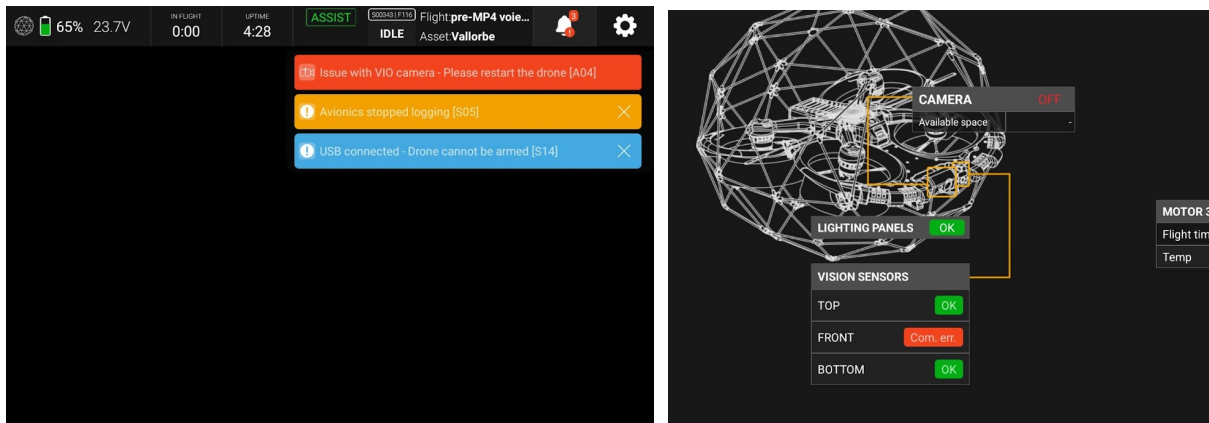 65% 23.7V
IN FLIGHT
0:00
UPTIME
4:28
ASSIST
S00343 | F116
IDLE
Flight:pre-MP4 voie...
Asset:Vallorbe
3
Issue with VIO camera - Please restart the drone [A04]
Avionics stopped logging [S05]
USB connected - Drone cannot be armed [S14]
CAMERA OFF
Available space -
LIGHTING PANELS OK
VISION SENSORS
TOP OK
FRONT Com. err.
BOTTOM OK
MOTOR 3
Flight tim
Temp